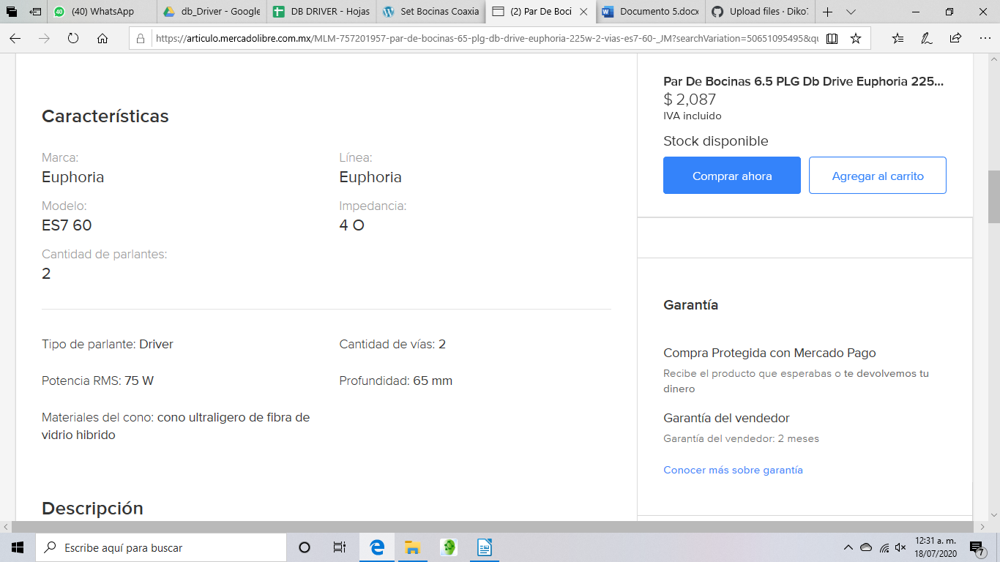 (40) WhatsApp
db_Driver - Google
DB DRIVER - Hojas
Set Bocinas Coaxia
(2) Par De Boci
Documento 5.docx
Upload files · Diko7
https://articulo.mercadolibre.com.mx/MLM-757201957-par-de-bocinas-65-plg-db-drive-euphoria-225w-2-vias-es7-60-_JM?searchVariation=50651095495&qu
Características
Marca:
Euphoria
Línea:
Euphoria
Modelo:
ES7 60
Impedancia:
4 O
Cantidad de parlantes:
2
Tipo de parlante: Driver
Cantidad de vías: 2
Potencia RMS: 75 W
Profundidad: 65 mm
Materiales del cono: cono ultraligero de fibra de
vidrio hibrido
Descripción
Par De Bocinas 6.5 PLG Db Drive Euphoria 225...
$ 2,087
IVA incluido
Stock disponible
Comprar ahora
Agregar al carrito
Garantía
Compra Protegida con Mercado Pago
Recibe el producto que esperabas o te devolvemos tu
dinero
Garantía del vendedor
Garantía del vendedor: 2 meses
Conocer más sobre garantía
Escribe aquí para buscar
12:31 a. m.
18/07/2020
7